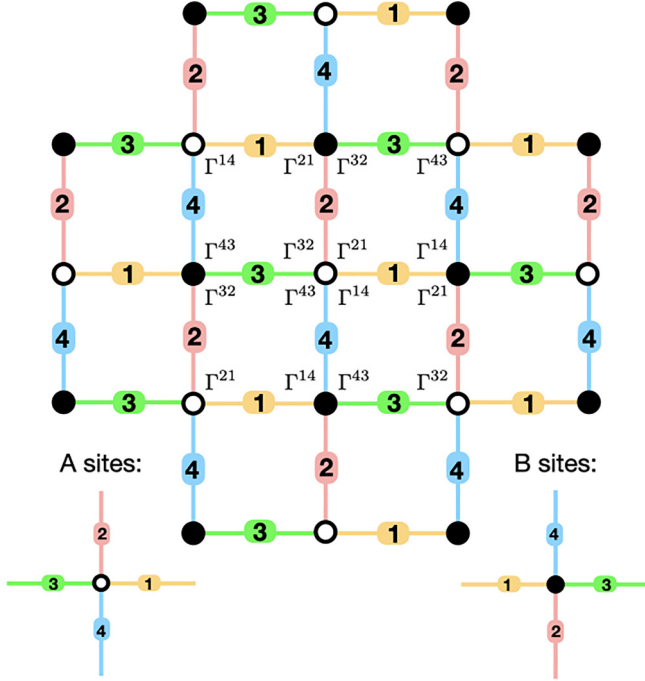 3 1
2 4 2
3 1 3 1
Γ¹⁴ Γ²¹ Γ³² Γ⁴³
2 4 2 4 2
Γ⁴³ Γ³² Γ²¹ Γ¹⁴
1 3 1 3
Γ³² Γ⁴³ Γ¹⁴ Γ²¹
4 2 4 2 4
Γ²¹ Γ¹⁴ Γ⁴³ Γ³²
3 1 3 1
A sites: 4 2 4 B sites:
3 1
2
3 1
4
4
1 3
2